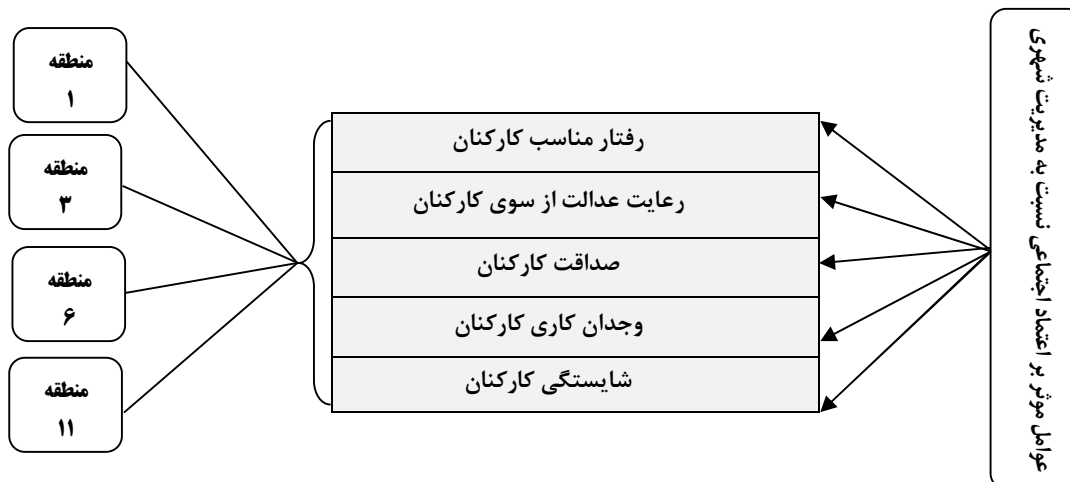 عوامل موثر بر اعتماد اجتماعی نسبت به مدیریت شهری
رفتار مناسب کارکنان
رعایت عدالت از سوی کارکنان
صداقت کارکنان
وجدان کاری کارکنان
شایستگی کارکنان
منطقه
۱
منطقه
۳
منطقه
۶
منطقه
۱۱